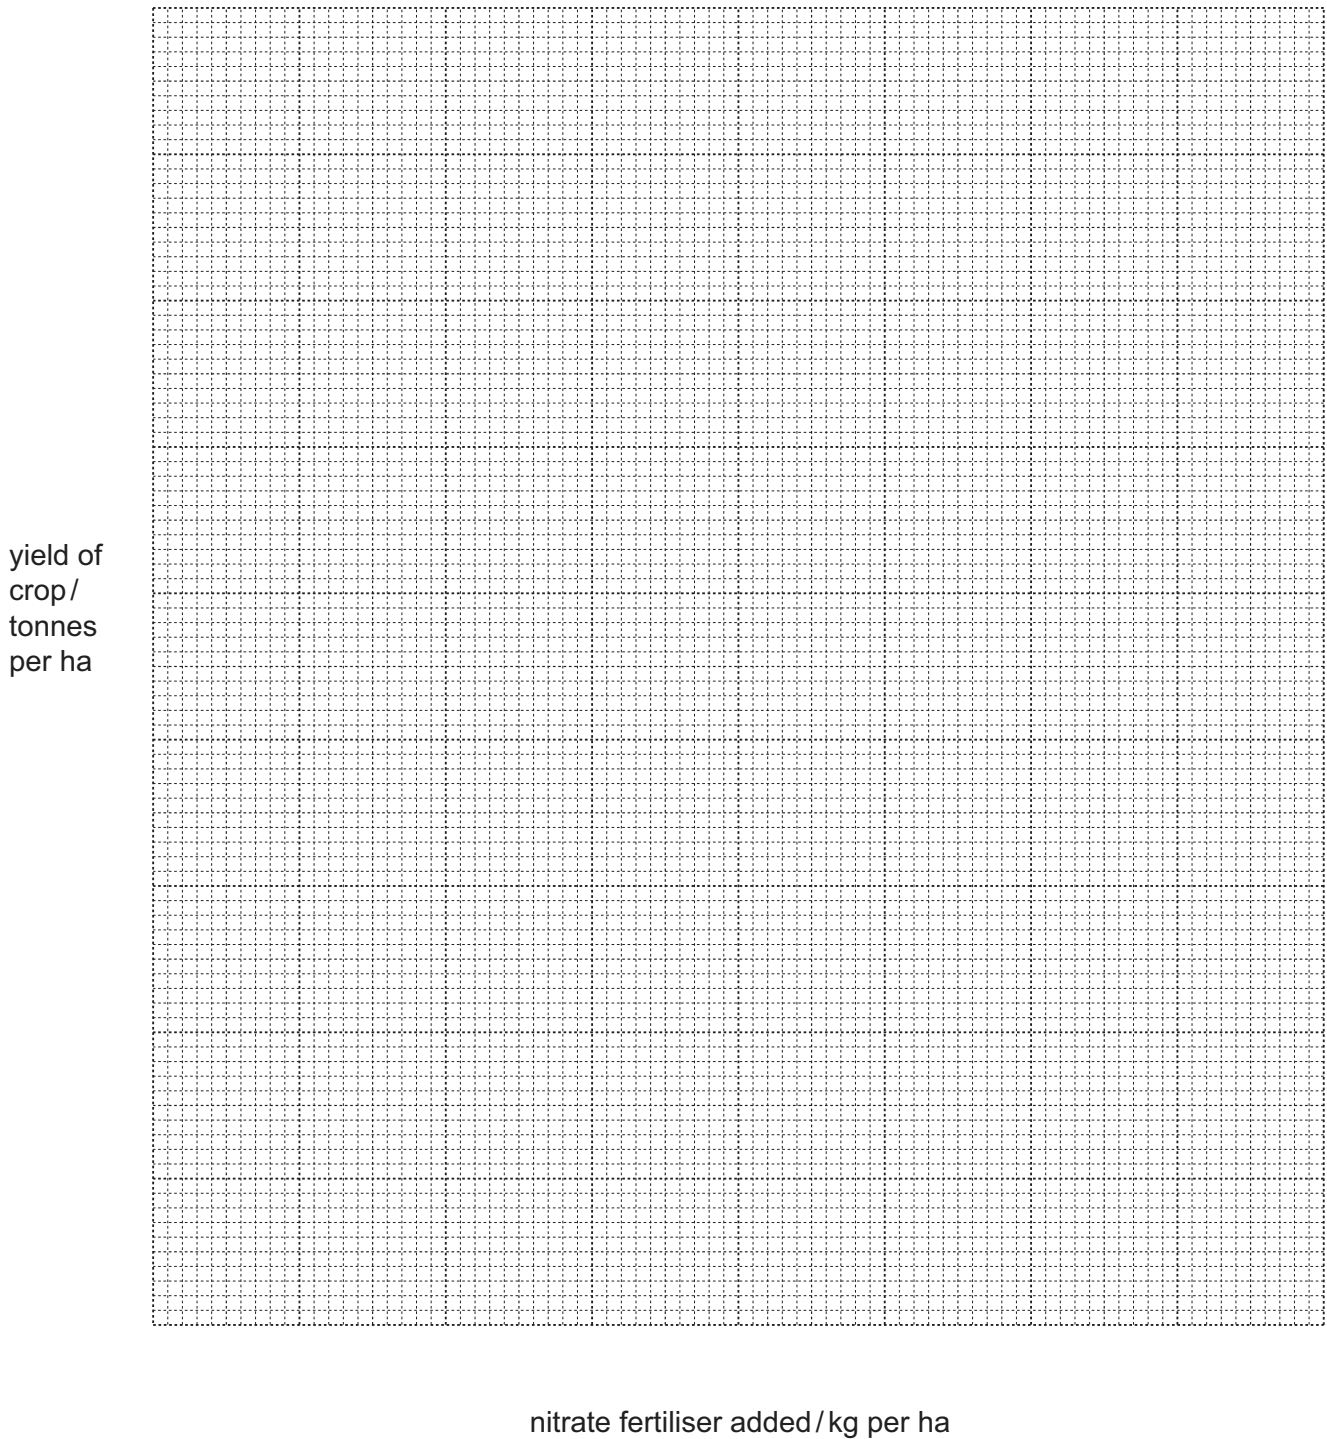 yield of
crop/
tonnes
per ha
nitrate fertiliser added/kg per ha